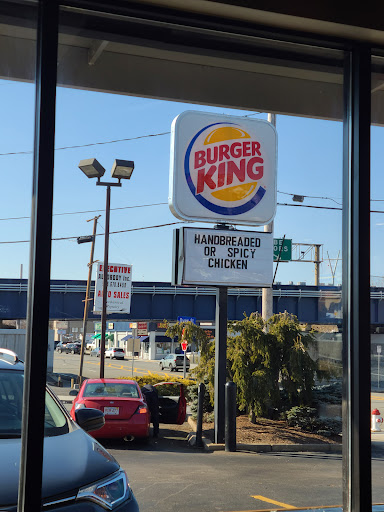 BURGER
KING
HANDBREADED
OR SPICY
CHICKEN
EXECUTIVE
AUTO SALES